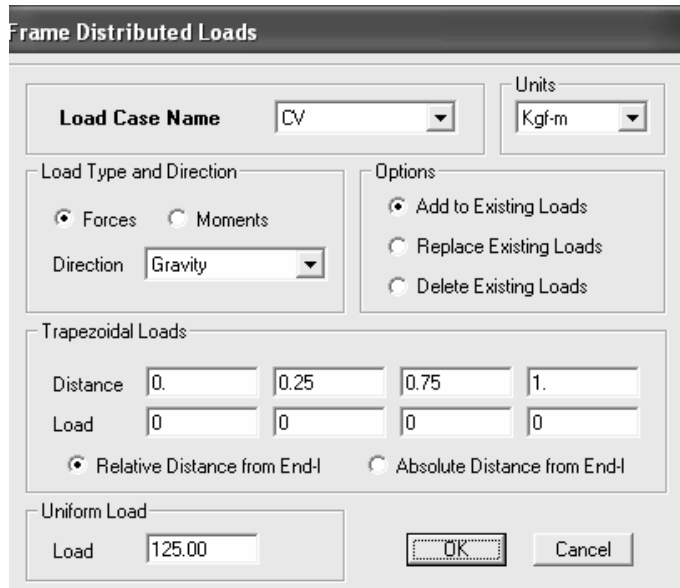 Frame Distributed Loads
Units
Load Case Name CV Kgf-m
Load Type and Direction Options
Forces Moments Add to Existing Loads
Direction Gravity Replace Existing Loads
Delete Existing Loads
Trapezoidal Loads
Distance 0. 0.25 0.75 1.
Load 0 0 0 0
Relative Distance from End-I Absolute Distance from End-I
Uniform Load
Load 125.00 OK Cancel